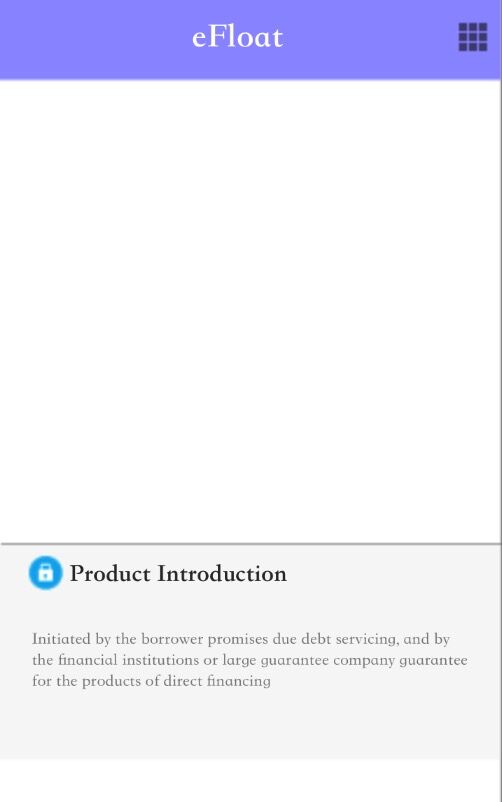 eFloat
Product Introduction
Initiated by the borrower promises due debt servicing, and by
the financial institutions or large guarantee company guarantee
for the products of direct financing